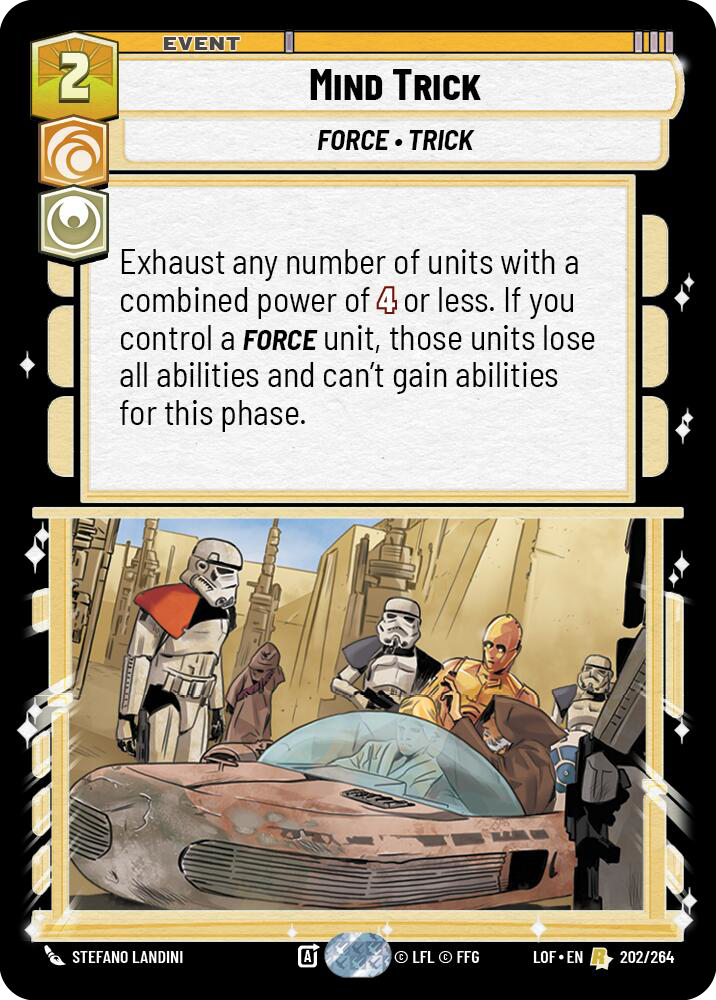 EVENT
2
MIND TRICK
FORCE • TRICK
Exhaust any number of units with a
combined power of 4 or less. If you
control a FORCE unit, those units lose
all abilities and can't gain abilities
for this phase.
STEFANO LANDINI
A
© LFL © FFG
LOF • EN
R
202/264